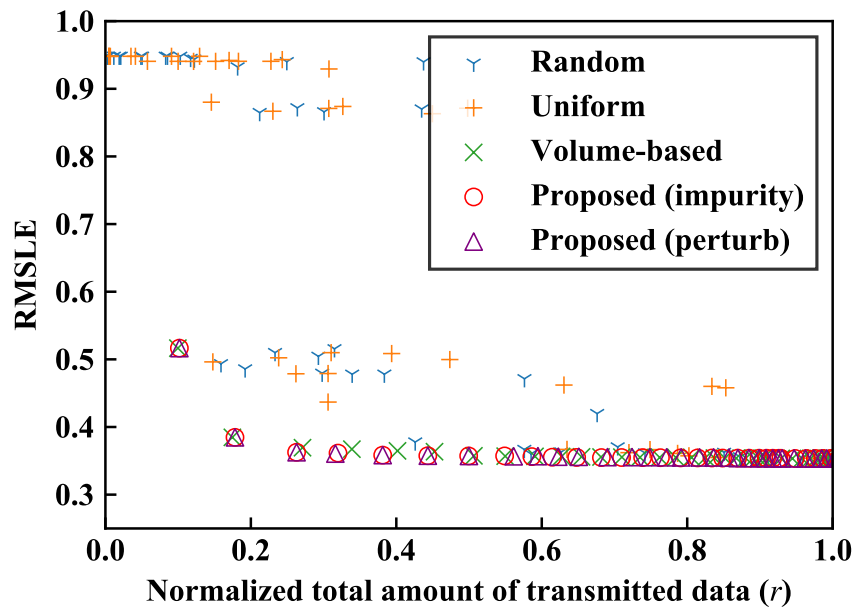 1.0
0.9
0.8
0.7
0.6
0.5
0.4
0.3
RMSLE
Random
Uniform
Volume-based
Proposed (impurity)
Proposed (perturb)
0.0 0.2 0.4 0.6 0.8 1.0
Normalized total amount of transmitted data (r)